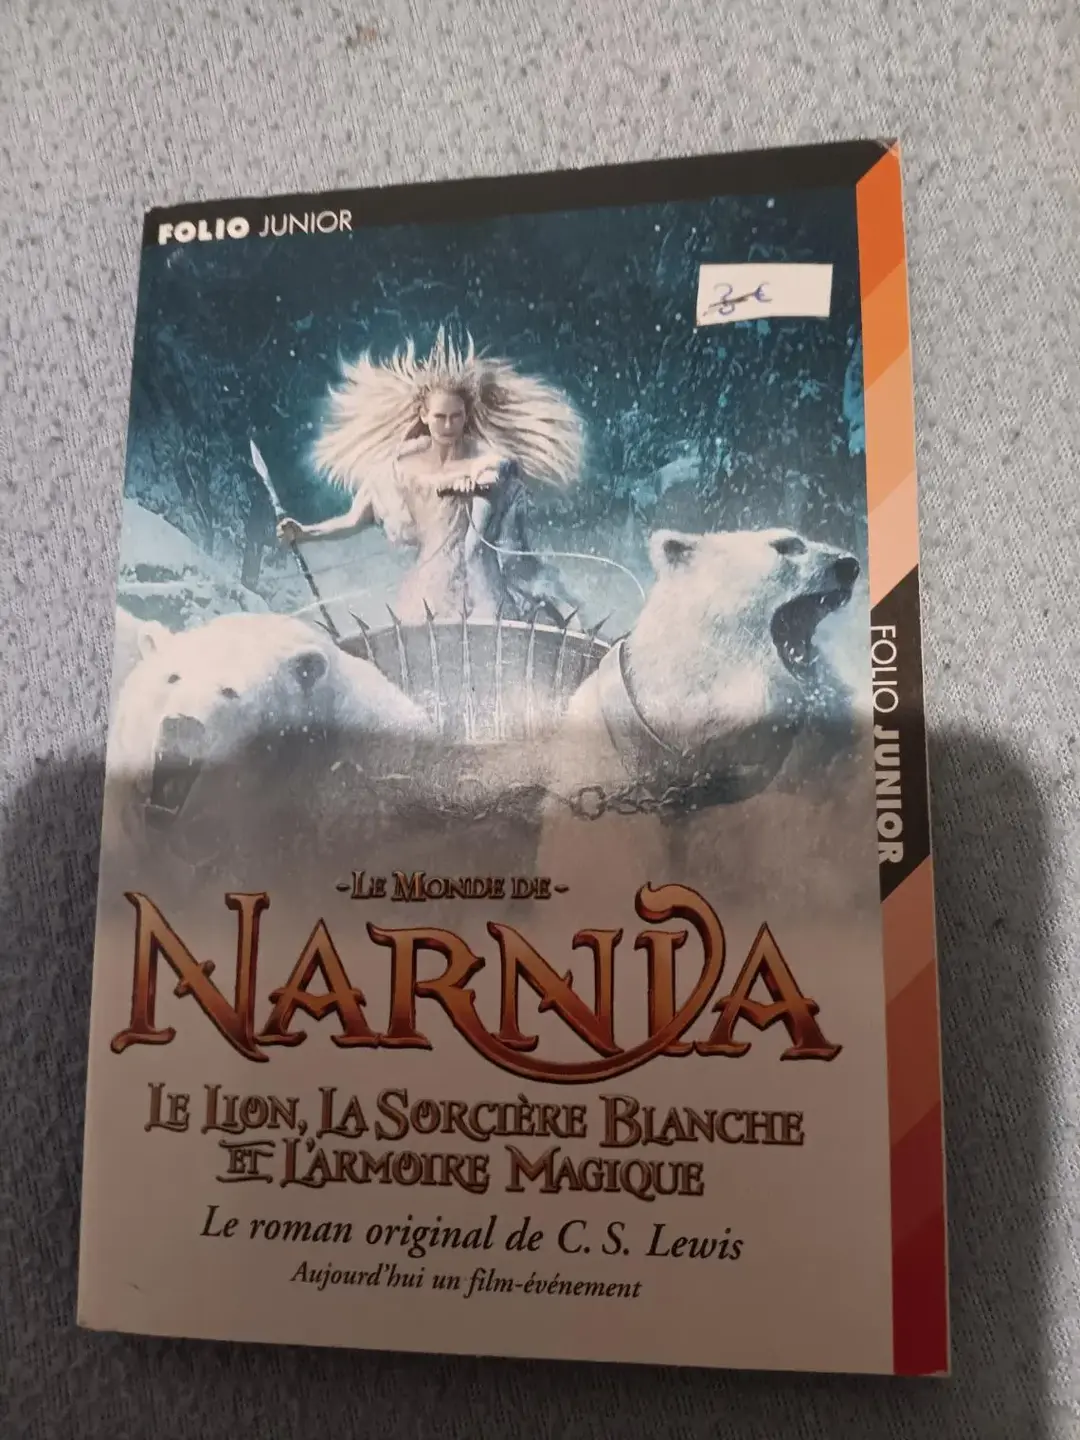 FOLIO JUNIOR
-LE MONDE DE-
NARNIA
LE LION, LA SORCIÈRE BLANCHE
ET L'ARMOIRE MAGIQUE
Le roman original de C. S. Lewis
Aujourd'hui un film-événement
FOLIO JUNIOR